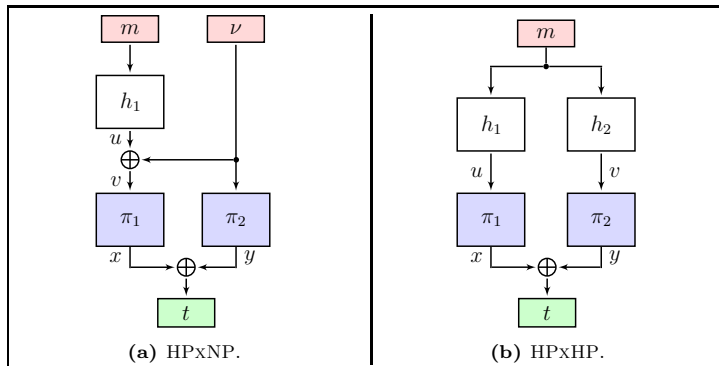 m ν
h₁
u
v
π₁ π₂
x y
t
(a) HPxNP.
m
h₁ h₂
u v
π₁ π₂
x y
t
(b) HPxHP.